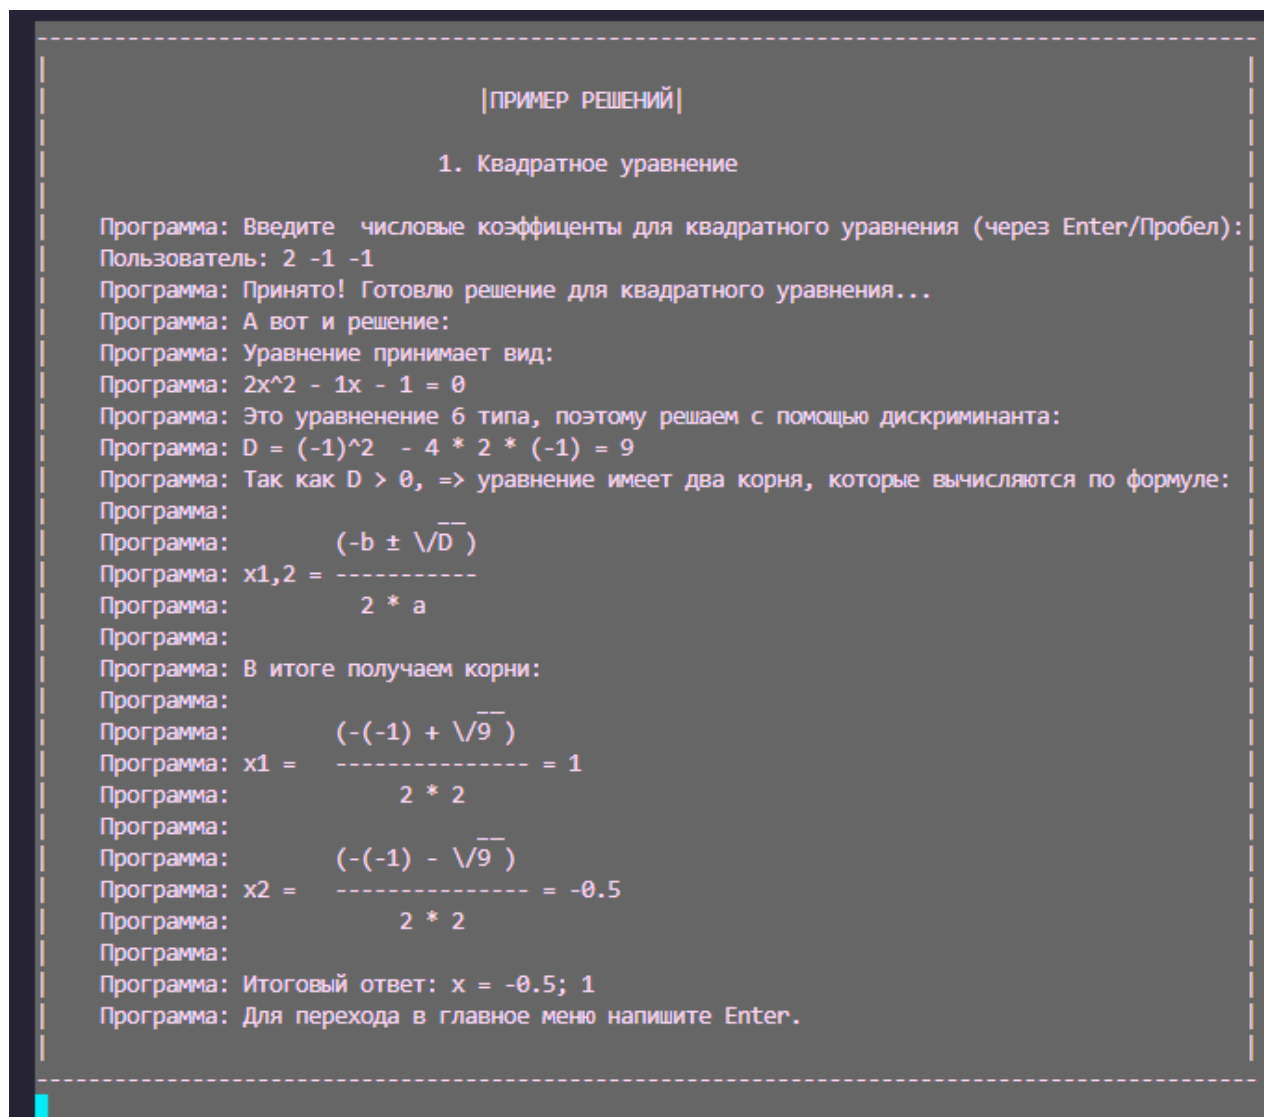 |ПРИМЕР РЕШЕНИЙ|
1. Квадратное уравнение
Программа: Введите  числовые коэффиценты для квадратного уравнения (через Enter/Пробел):
Пользователь: 2 -1 -1
Программа: Принято! Готовлю решение для квадратного уравнения...
Программа: А вот и решение:
Программа: Уравнение принимает вид:
Программа: 2x^2 - 1x - 1 = 0
Программа: Это уравненение 6 типа, поэтому решаем с помощью дискриминанта:
Программа: D = (-1)^2  - 4 * 2 * (-1) = 9
Программа: Так как D > 0, => уравнение имеет два корня, которые вычисляются по формуле:
Программа:                __
Программа:        (-b ± \/D )
Программа: x1,2 = -----------
Программа:          2 * a
Программа:
Программа: В итоге получаем корни:
Программа:                   __
Программа:        (-(-1) + \/9 )
Программа: x1 =   --------------- = 1
Программа:             2 * 2
Программа:                   __
Программа:        (-(-1) - \/9 )
Программа: x2 =   --------------- = -0.5
Программа:             2 * 2
Программа:
Программа: Итоговый ответ: x = -0.5; 1
Программа: Для перехода в главное меню напишите Enter.